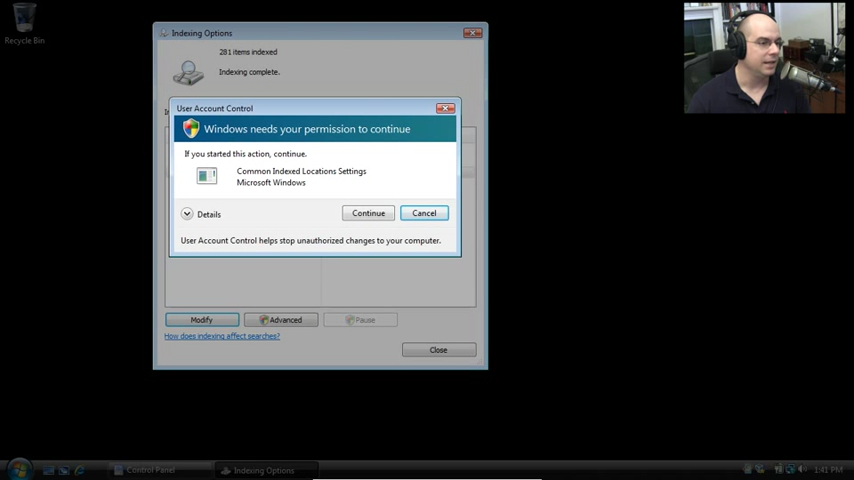 Recycle Bin
Indexing Options
281 items indexed
Indexing complete.
User Account Control
Windows needs your permission to continue
If you started this action, continue.
Common Indexed Locations Settings
Microsoft Windows
Details
Continue
Cancel
User Account Control helps stop unauthorized changes to your computer.
Modify
Advanced
Pause
How does indexing affect searches?
Close
Control Panel
Indexing Options
1:41 PM